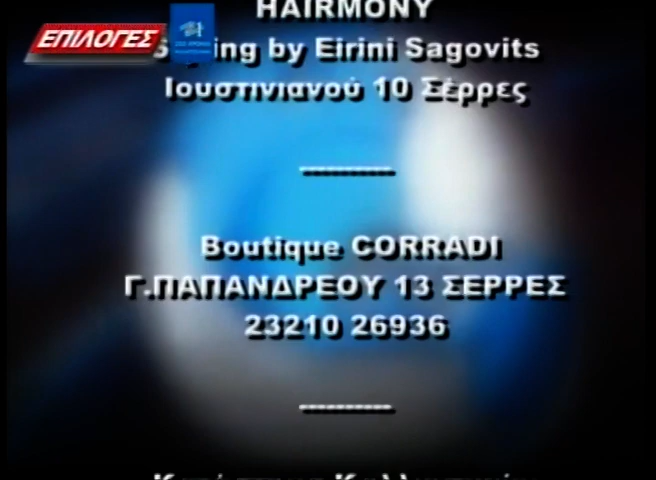 HAIRMONY
ΕΠΙΛΟΓΕΣ
by Eirini Sagovits
Ιουστινιανού 10 Σέρρες
----------
Boutique CORRADI
Γ.ΠΑΠΑΝΔΡΕΟΥ 13 ΣΕΡΡΕΣ
23210 26936
----------